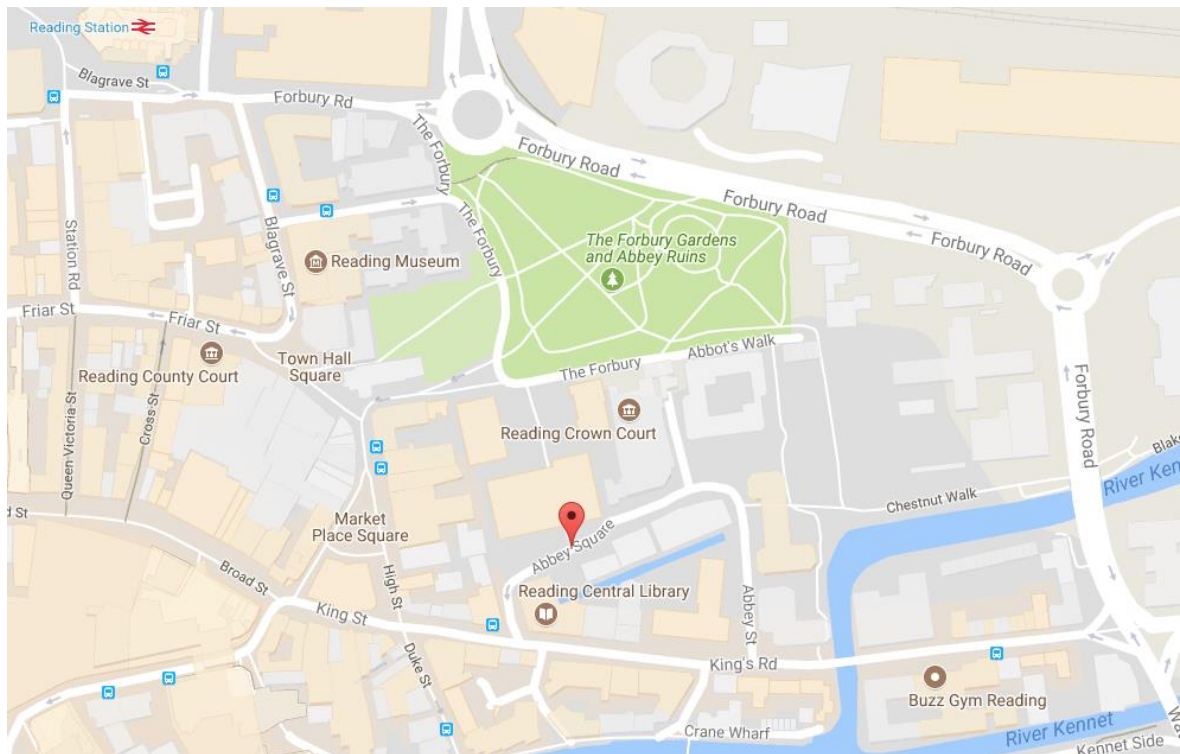 Reading Station
Blagrave St
Forbury Rd
The Forbury
Forbury Road
Forbury Road
Forbury Road
The Forbury
Station Rd
Blagrave St
Reading Museum
The Forbury Gardens
and Abbey Ruins
Friar St
Friar St
Reading County Court
Town Hall
Square
The Forbury
Abbot's Walk
Forbury Road
Queen Victoria St
Cross St
Reading Crown Court
River Kennet
Chestnut Walk
Market
Place Square
Abbey Square
Broad St
High St
King St
Reading Central Library
Abbey St
Duke St
King's Rd
Buzz Gym Reading
Crane Wharf
River Kennet
Kennet Side